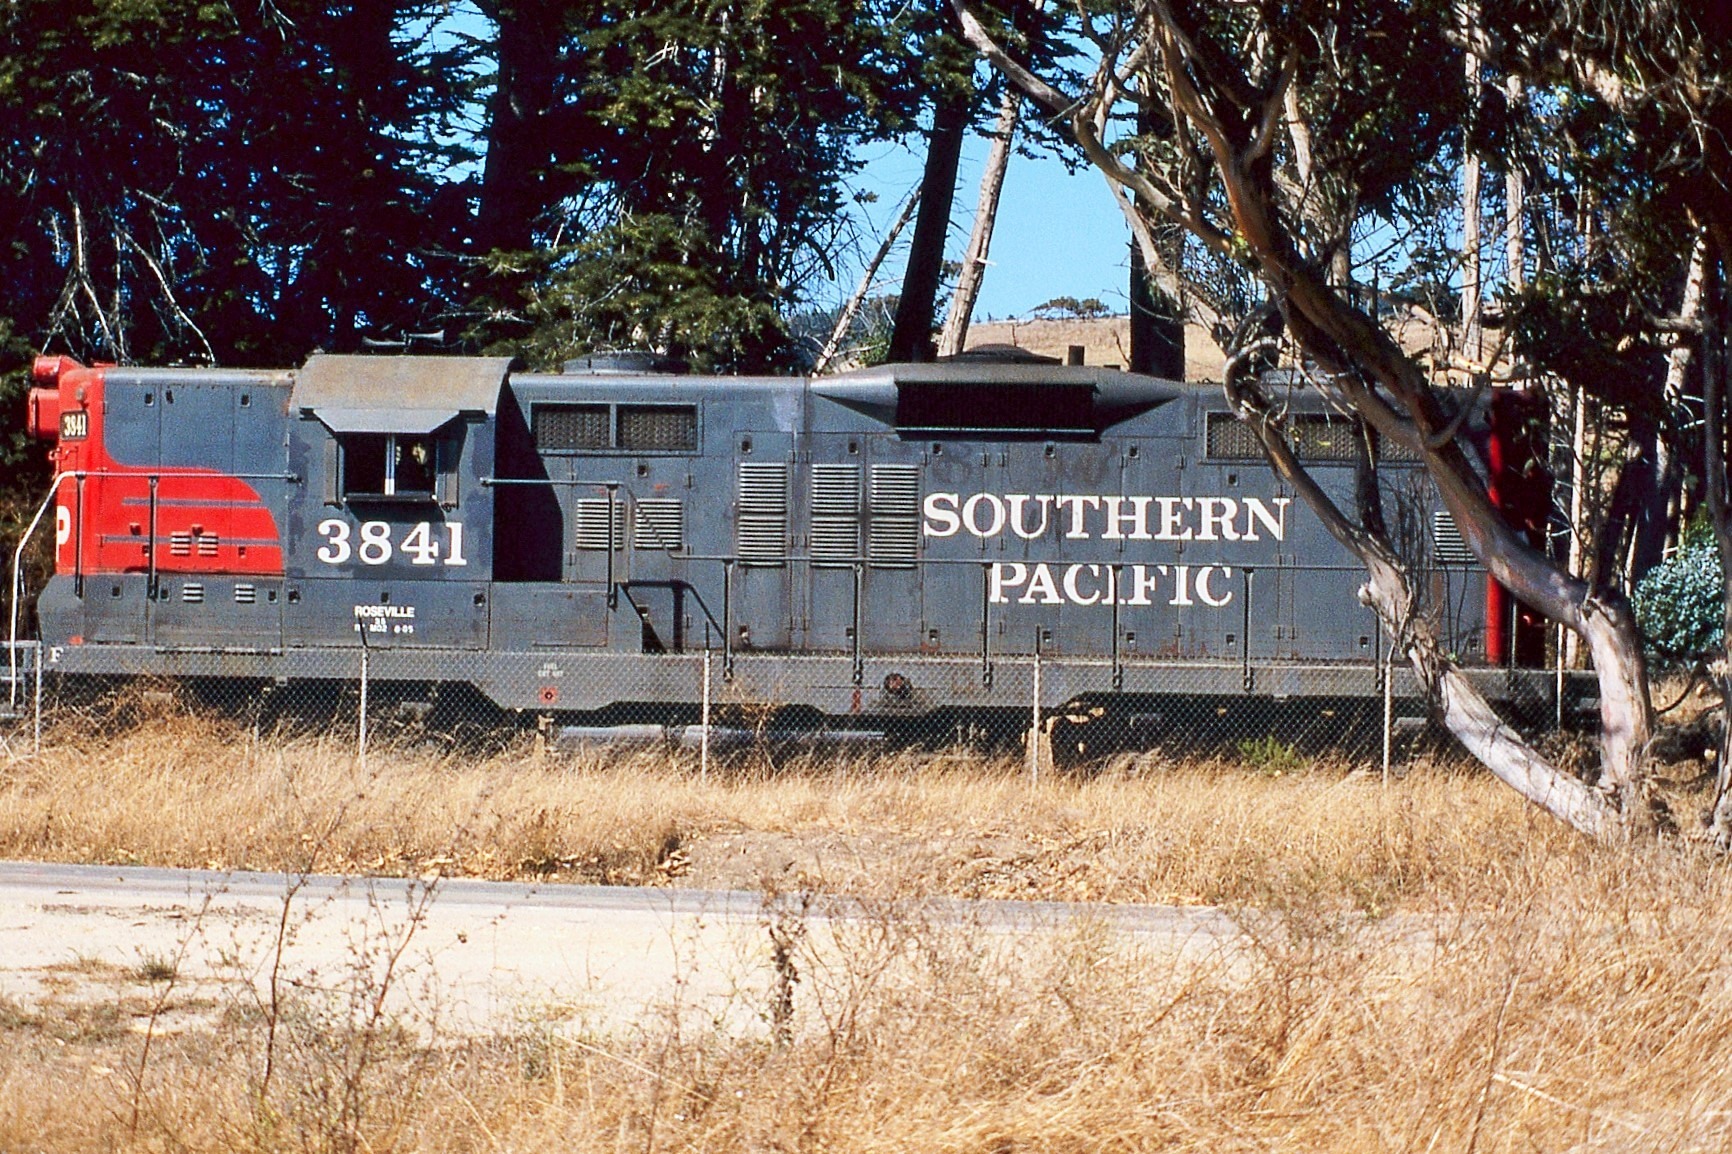 3841
P
3841
SOUTHERN
PACIFIC
ROSEVILLE
F